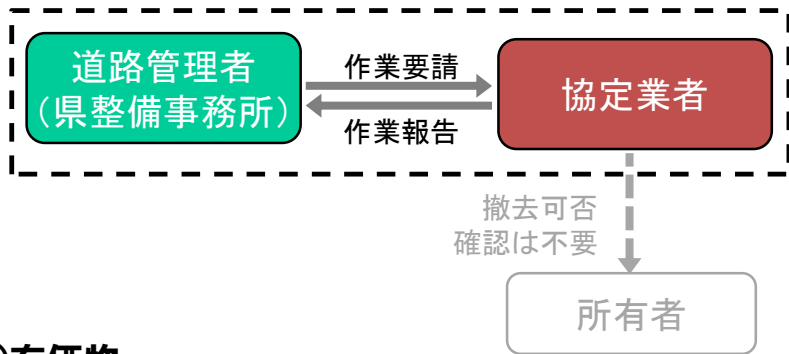 道路管理者
（県整備事務所）
作業要請
作業報告
協定業者
撤去可否
確認は不要
所有者